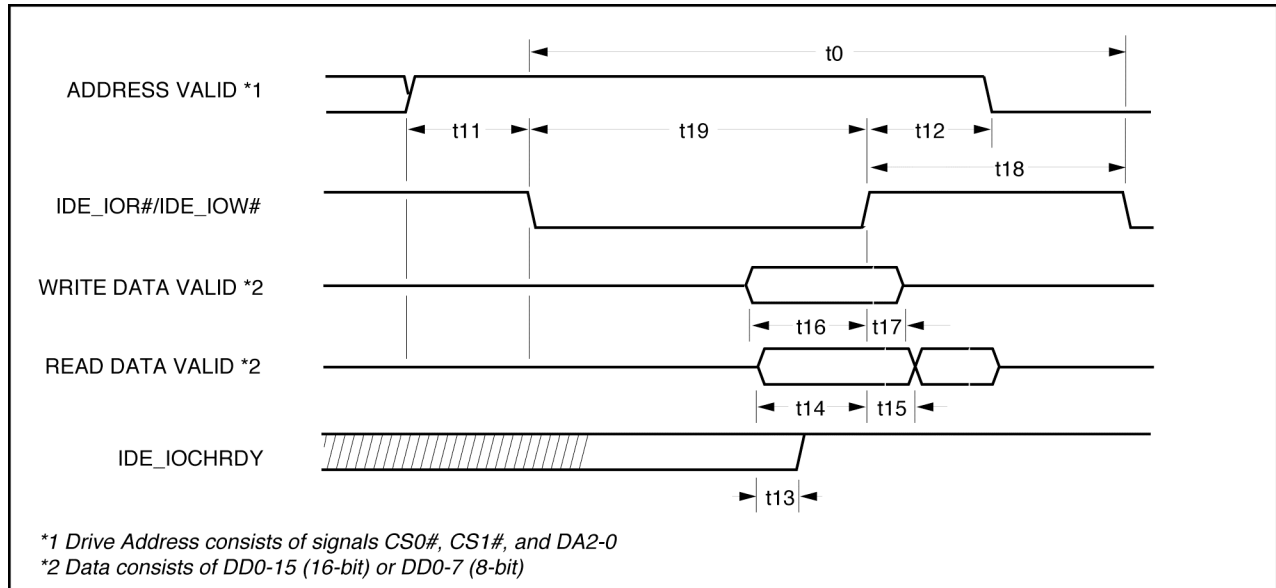 t0
ADDRESS VALID *1
t11 t19 t12
t18
IDE_IOR#/IDE_IOW#
WRITE DATA VALID *2
t16 t17
READ DATA VALID *2
t14 t15
IDE_IOCHRDY
t13
*1 Drive Address consists of signals CS0#, CS1#, and DA2-0
*2 Data consists of DD0-15 (16-bit) or DD0-7 (8-bit)